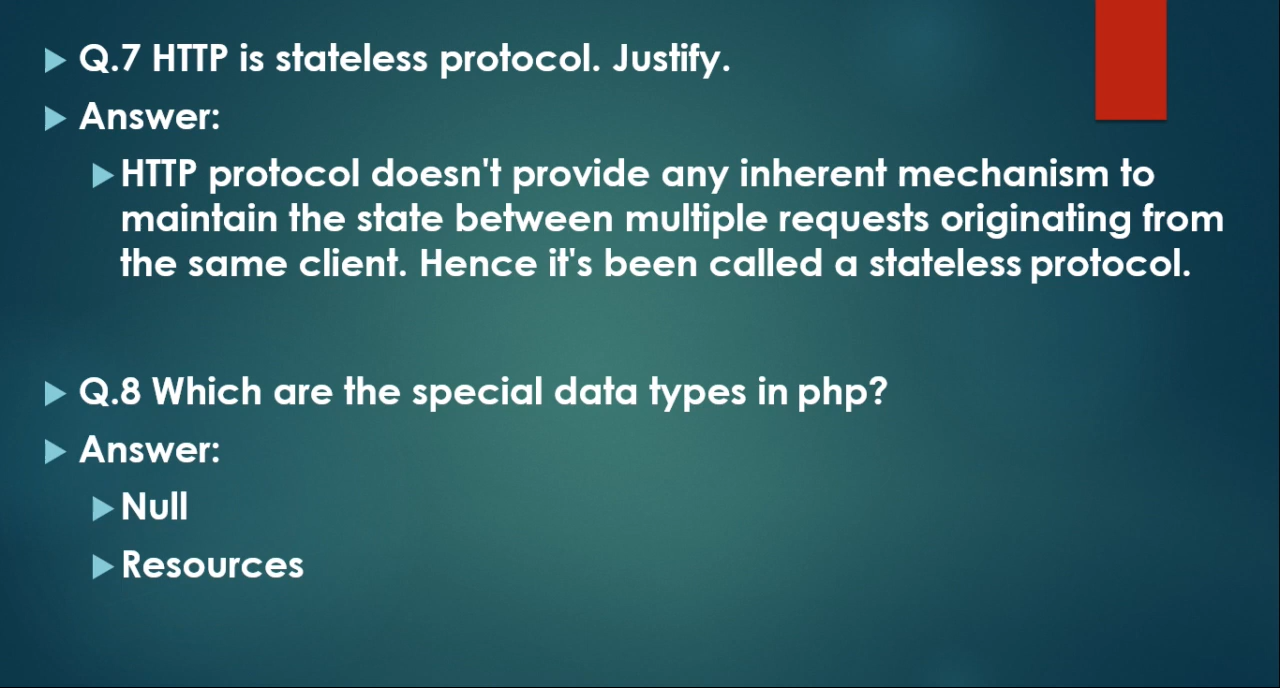 Q.7 HTTP is stateless protocol. Justify.
Answer:
HTTP protocol doesn't provide any inherent mechanism to
maintain the state between multiple requests originating from
the same client. Hence it's been called a stateless protocol.
Q.8 Which are the special data types in php?
Answer:
Null
Resources